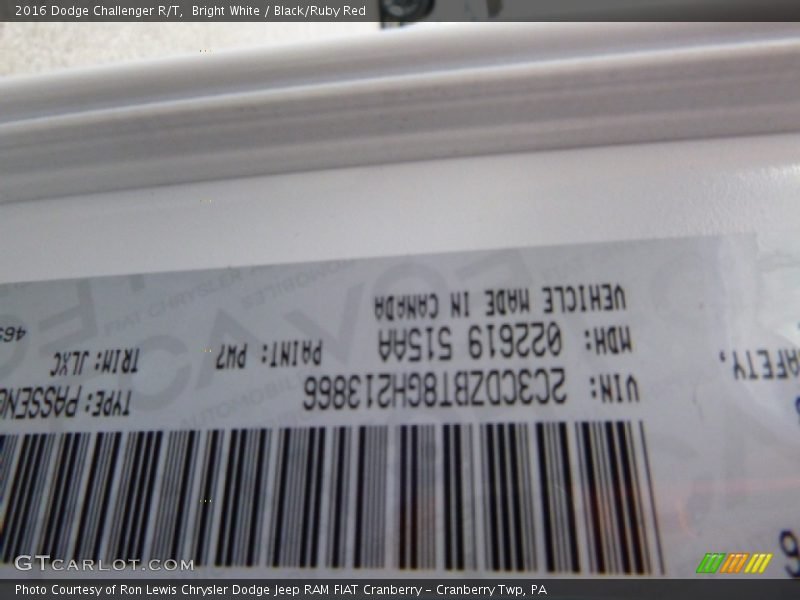 2016 Dodge Challenger R/T, Bright White / Black/Ruby Red
AFETY,
VIN: 2C3CDZBT8GH213866
TYPE: PASSENG
MDH: 022619 515AA
PAINT: PW7
TRIM: JLXC
VEHICLE MADE IN CANADA
GTCARLOT.COM
Photo Courtesy of Ron Lewis Chrysler Dodge Jeep RAM FIAT Cranberry – Cranberry Twp, PA